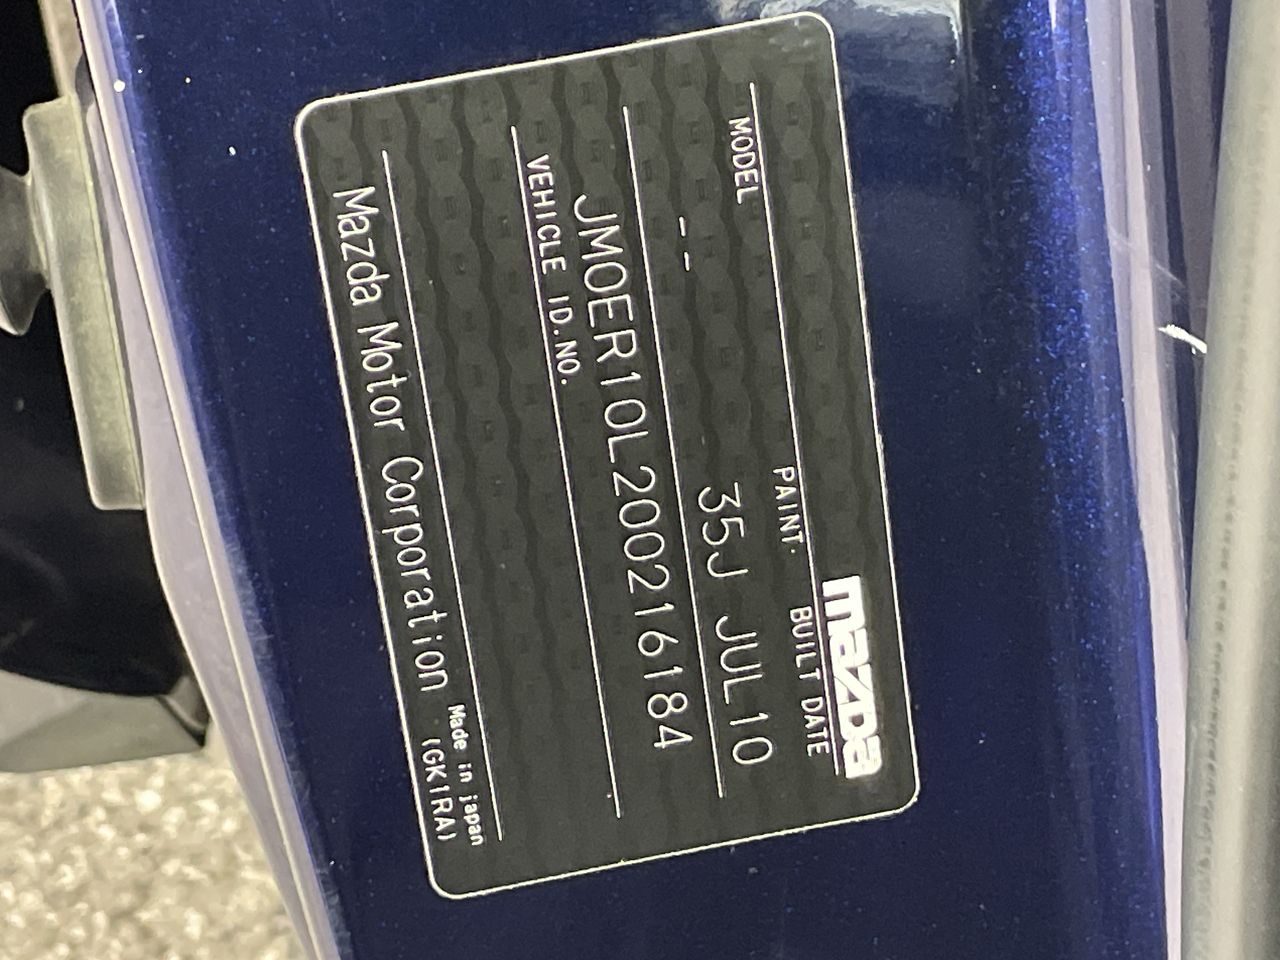 mazda
MODEL PAINT. BUILT DATE
-- 35J JUL10
JM0ER10L200216184
VEHICLE ID.NO.
Mazda Motor Corporation Made in japan (GK1RA)